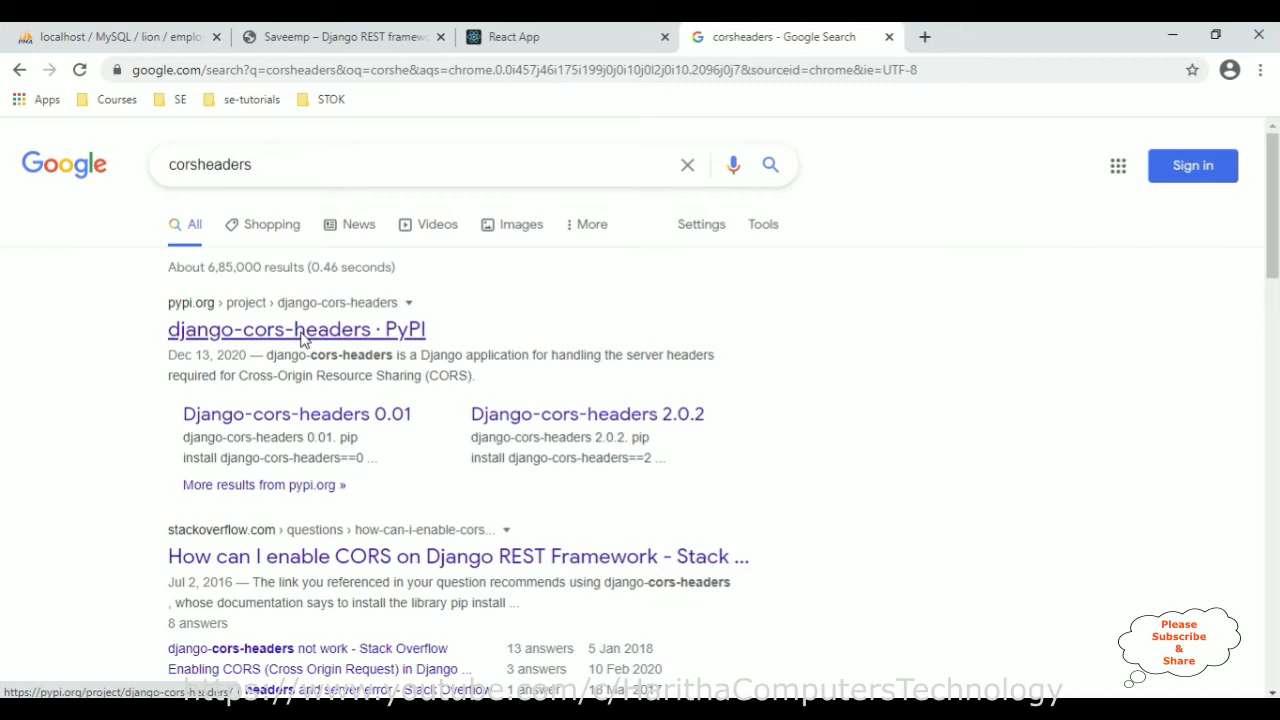 localhost / MySQL / lion / emplo
Saveemp – Django REST framew
React App
corsheaders - Google Search
google.com/search?q=corsheaders&oq=corshe&aqs=chrome.0.0i457j46i175i199j0j0i10j0l2j0i10.2096j0j7&sourceid=chrome&ie=UTF-8
Apps Courses SE se-tutorials STOK
Google corsheaders Sign in
All Shopping News Videos Images More Settings Tools
About 6,85,000 results (0.46 seconds)
pypi.org › project › django-cors-headers
django-cors-headers · PyPI
Dec 13, 2020 — django-cors-headers is a Django application for handling the server headers
required for Cross-Origin Resource Sharing (CORS).
Django-cors-headers 0.01 Django-cors-headers 2.0.2
django-cors-headers 0.01. pip django-cors-headers 2.0.2. pip
install django-cors-headers==0 ... install django-cors-headers==2 ...
More results from pypi.org »
stackoverflow.com › questions › how-can-i-enable-cors...
How can I enable CORS on Django REST Framework - Stack ...
Jul 2, 2016 — The link you referenced in your question recommends using django-cors-headers
, whose documentation says to install the library pip install ...
8 answers
django-cors-headers not work - Stack Overflow 13 answers 5 Jan 2018
Enabling CORS (Cross Origin Request) in Django ... 3 answers 10 Feb 2020
headers and server error - Stack Overflow 1 answer 18 Mar 2017
https://pypi.org/project/django-cors-headers/
https://www.youtube.com/c/HarithaComputersTechnology
Please
Subscribe
&
Share